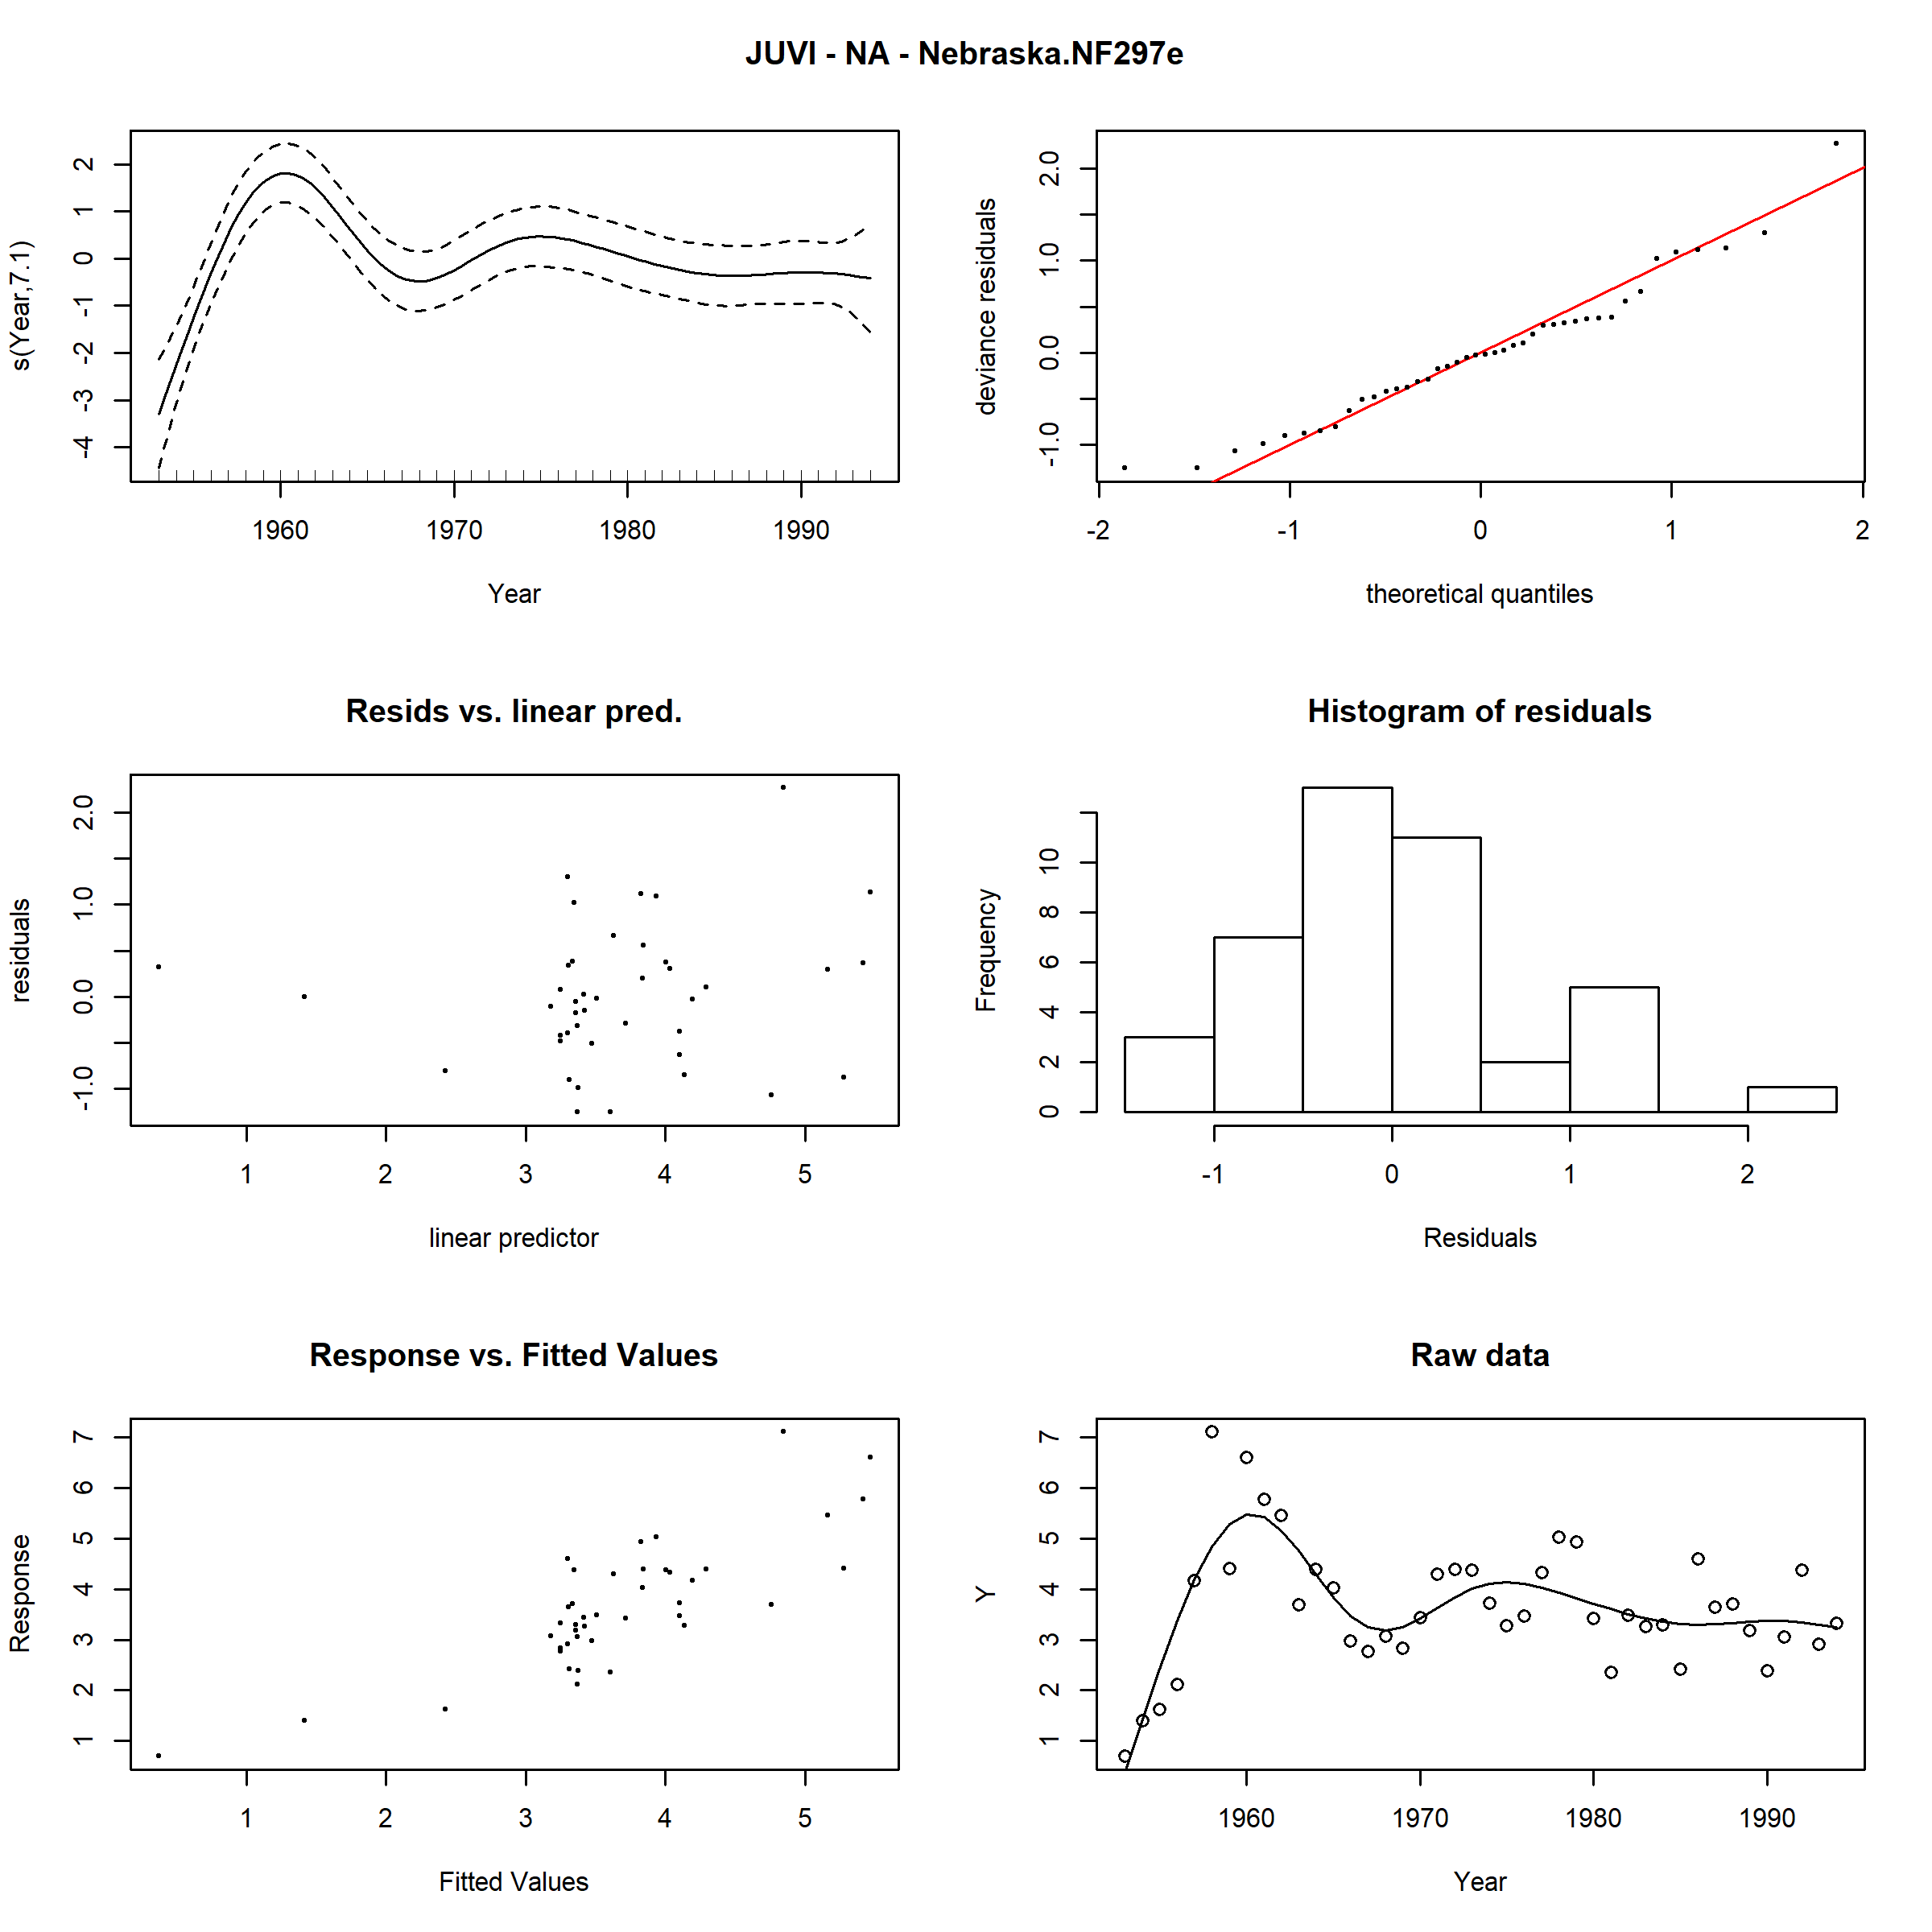 JUVI - NA - Nebraska.NF297e
s(Year,7.1)
2
1
0
-1
-2
-3
-4
1960 1970 1980 1990
Year
deviance residuals
2.0
1.0
0.0
-1.0
-2 -1 0 1 2
theoretical quantiles
Resids vs. linear pred.
residuals
2.0
1.0
0.0
-1.0
1 2 3 4 5
linear predictor
Histogram of residuals
Frequency
10
8
6
4
2
0
-1 0 1 2
Residuals
Response vs. Fitted Values
Response
7
6
5
4
3
2
1
1 2 3 4 5
Fitted Values
Raw data
Y
7
6
5
4
3
2
1
1960 1970 1980 1990
Year